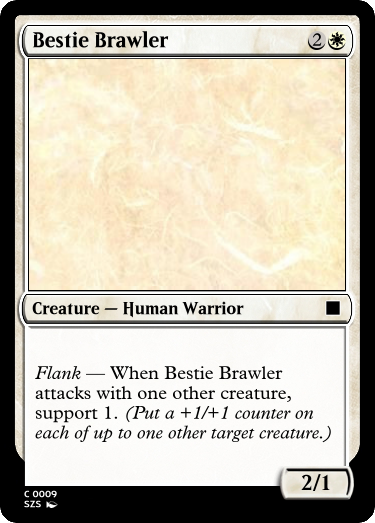 Bestie Brawler 2
Creature — Human Warrior
Flank — When Bestie Brawler
attacks with one other creature,
support 1. (Put a +1/+1 counter on
each of up to one other target creature.)
2/1
C 0009
SZS